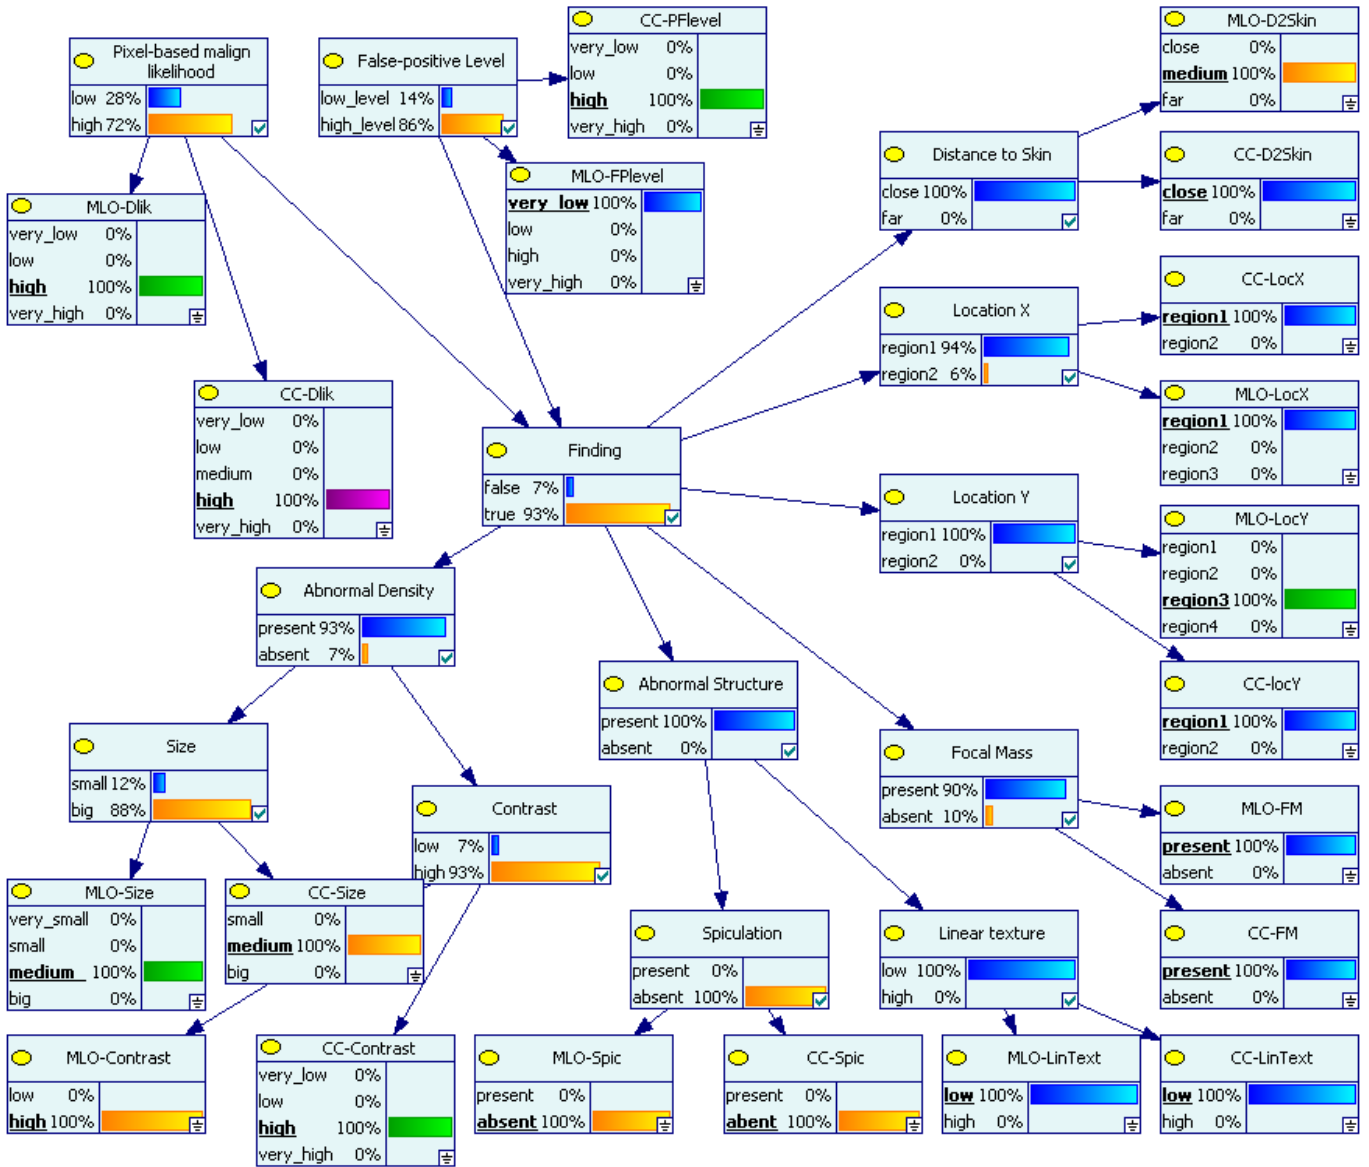 Pixel-based malign
likelihood
low 28%
high 72%
False-positive Level
low_level 14%
high_level 86%
CC-PFlevel
very_low 0%
low 0%
high 100%
very_high 0%
MLO-D2Skin
close 0%
medium 100%
far 0%
MLO-Dlik
very_low 0%
low 0%
high 100%
very_high 0%
MLO-FPlevel
very_low 100%
low 0%
high 0%
very_high 0%
Distance to Skin
close 100%
far 0%
CC-D2Skin
close 100%
far 0%
Location X
region1 94%
region2 6%
CC-LocX
region1 100%
region2 0%
CC-Dlik
very_low 0%
low 0%
medium 0%
high 100%
very_high 0%
MLO-LocX
region1 100%
region2 0%
region3 0%
Finding
false 7%
true 93%
Location Y
region1 100%
region2 0%
MLO-LocY
region1 0%
region2 0%
region3 100%
region4 0%
Abnormal Density
present 93%
absent 7%
Abnormal Structure
present 100%
absent 0%
CC-locY
region1 100%
region2 0%
Size
small 12%
big 88%
Contrast
low 7%
high 93%
Focal Mass
present 90%
absent 10%
MLO-FM
present 100%
absent 0%
MLO-Size
very_small 0%
small 0%
medium 100%
big 0%
CC-Size
small 0%
medium 100%
big 0%
Spiculation
present 0%
absent 100%
Linear texture
low 100%
high 0%
CC-FM
present 100%
absent 0%
MLO-Contrast
low 0%
high 100%
CC-Contrast
very_low 0%
low 0%
high 100%
very_high 0%
MLO-Spic
present 0%
absent 100%
CC-Spic
present 0%
abent 100%
MLO-LinText
low 100%
high 0%
CC-LinText
low 100%
high 0%